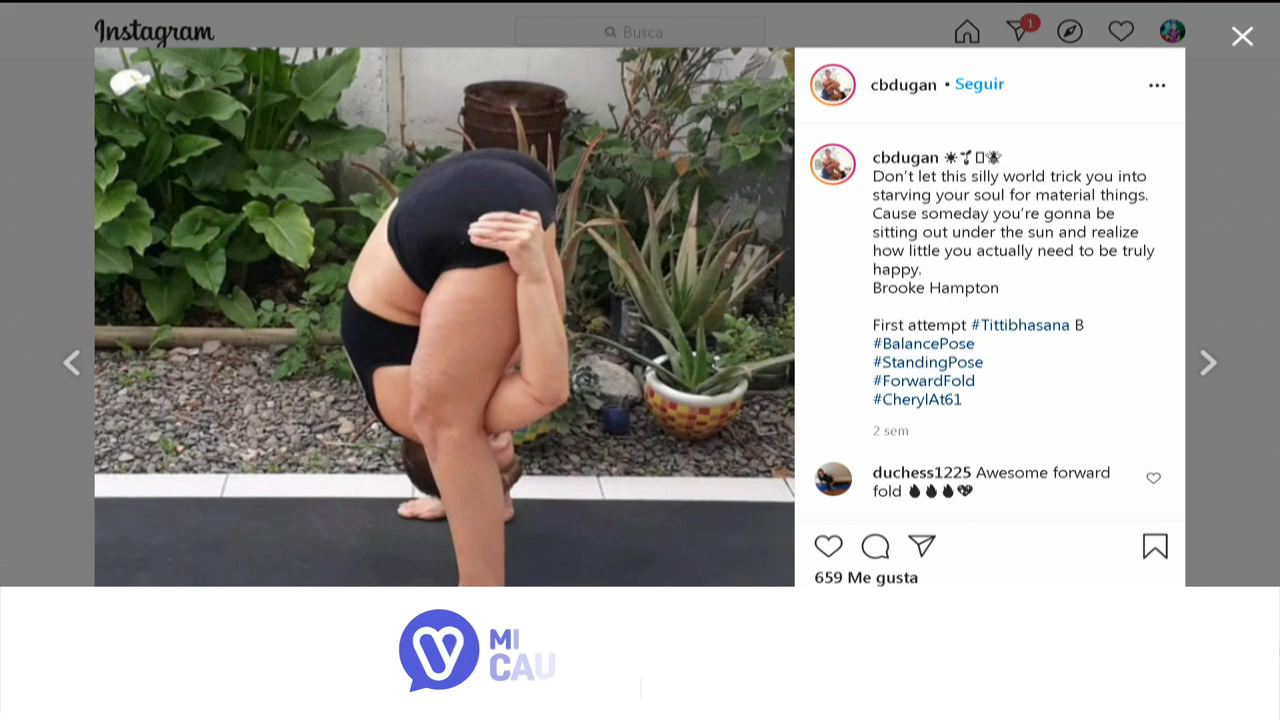 Instagram
Busca
1
cbdugan • Seguir
cbdugan
Don't let this silly world trick you into
starving your soul for material things.
Cause someday you're gonna be
sitting out under the sun and realize
how little you actually need to be truly
happy.
Brooke Hampton
First attempt #Tittibhasana B
#BalancePose
#StandingPose
#ForwardFold
#CherylAt61
2 sem
duchess1225 Awesome forward
fold
659 Me gusta
MI
CAU